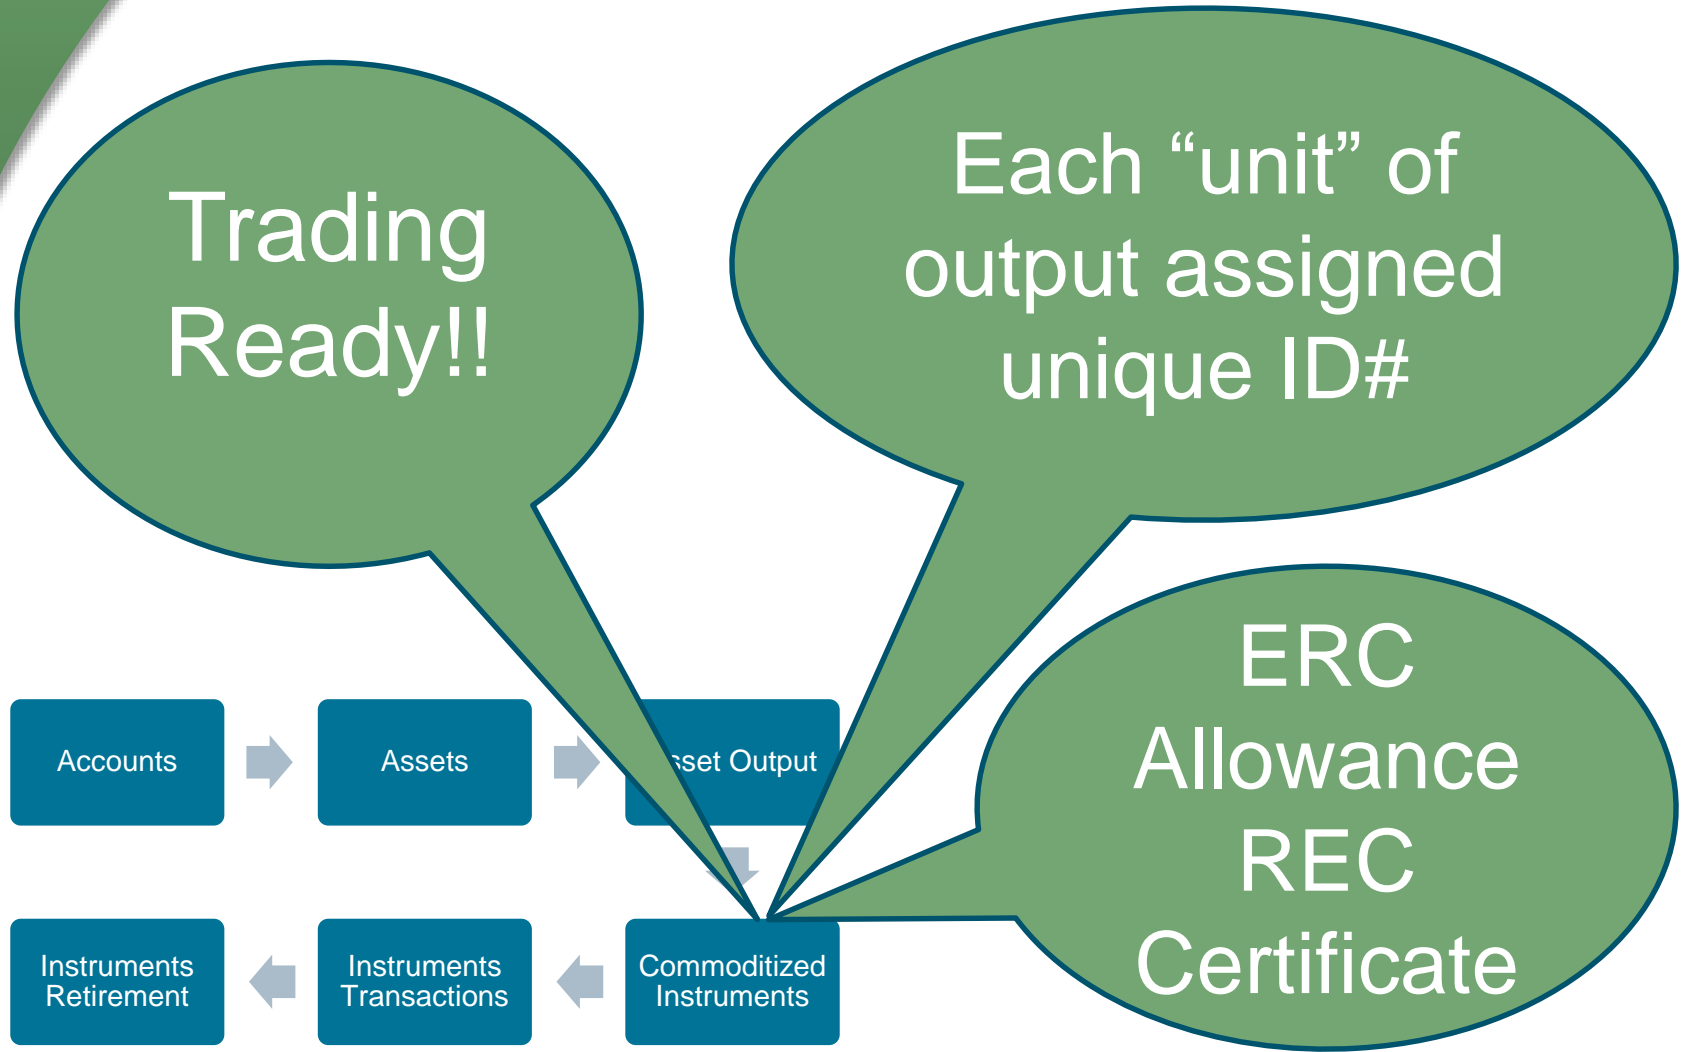 Trading
Ready!!
Each “unit” of
output assigned
unique ID#
ERC
Allowance
REC
Certificate
Accounts
Assets
sset Output
Instruments
Retirement
Instruments
Transactions
Commoditized
Instruments